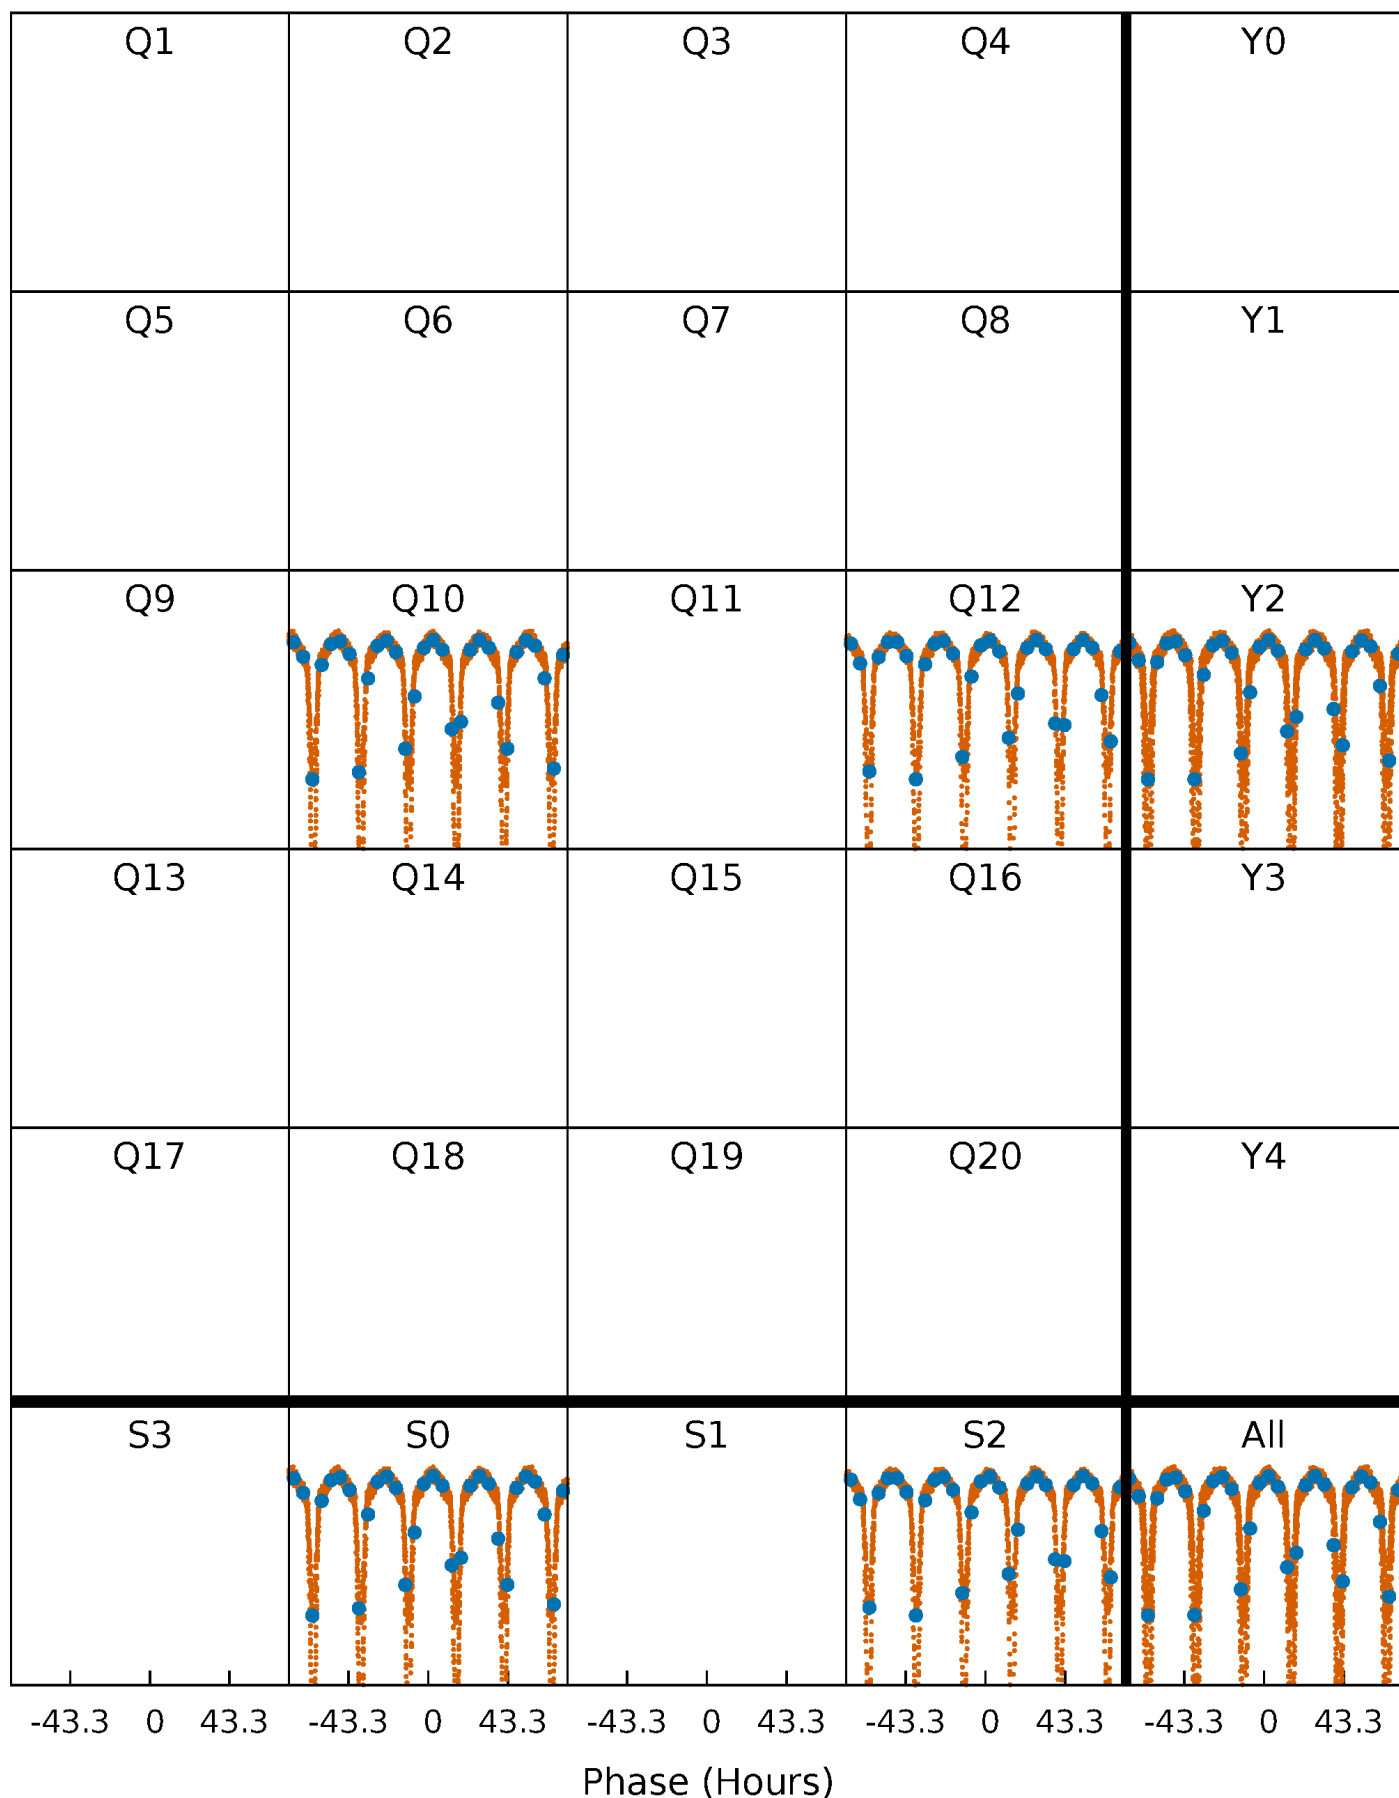 Q1 Q2 Q3 Q4 Y0
Q5 Q6 Q7 Q8 Y1
Q9 Q10 Q11 Q12 Y2
Q13 Q14 Q15 Q16 Y3
Q17 Q18 Q19 Q20 Y4
S3 S0 S1 S2 All
-43.3 0 43.3 -43.3 0 43.3 -43.3 0 43.3 -43.3 0 43.3 -43.3 0 43.3
Phase (Hours)